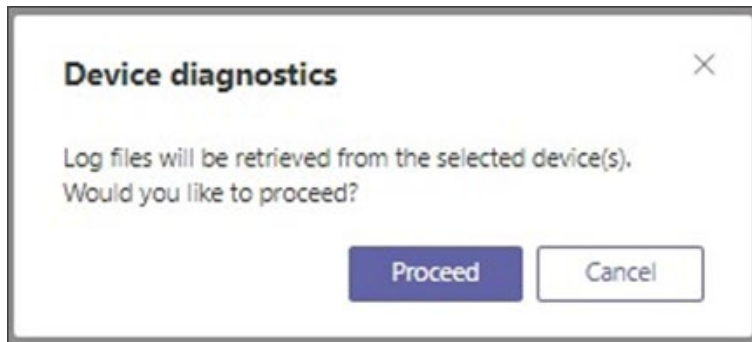 Device diagnostics
Log files will be retrieved from the selected device(s).
Would you like to proceed?
Proceed
Cancel